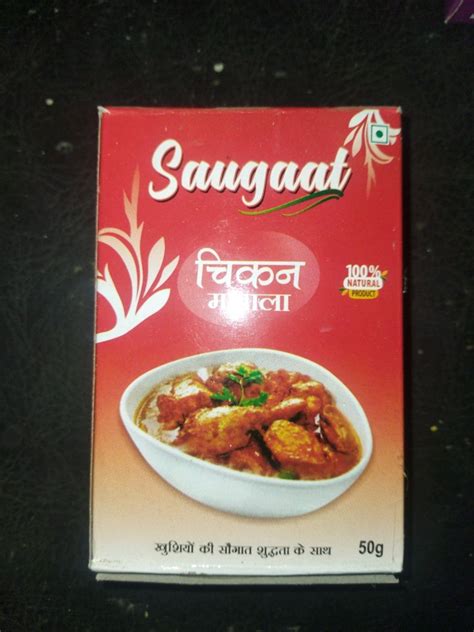 Saugaat
चिकन
मसाला
100%
NATURAL
PRODUCT
खुशियों की सौगात शुद्धता के साथ
50g